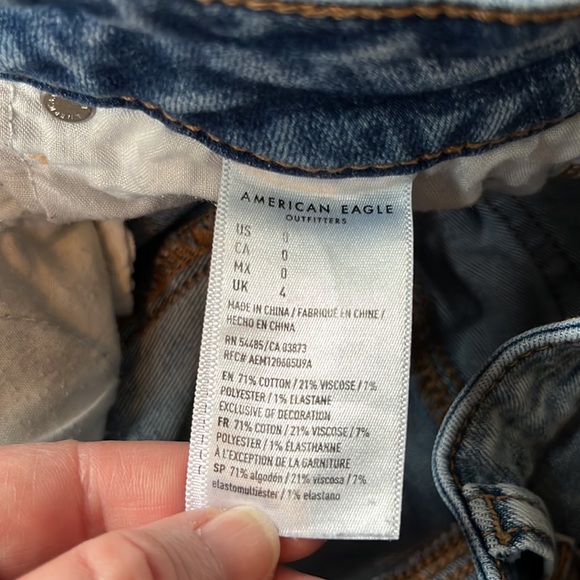 AMERICAN EAGLE
OUTFITTERS
US 0
CA 0
MX 0
UK 4
MADE IN CHINA / FABRIQUÉ EN CHINE /
HECHO EN CHINA
RN 54485/CA 03873
RFC# AEM120605U9A
EN 71% COTTON / 21% VISCOSE / 7%
POLYESTER / 1% ELASTANE
EXCLUSIVE OF DECORATION
FR 71% COTON / 21% VISCOSE / 7%
POLYESTER / 1% ÉLASTHANNE
À L'EXCEPTION DE LA GARNITURE
SP 71% algodón / 21% viscosa / 7%
elastomultiéster / 1% elastano